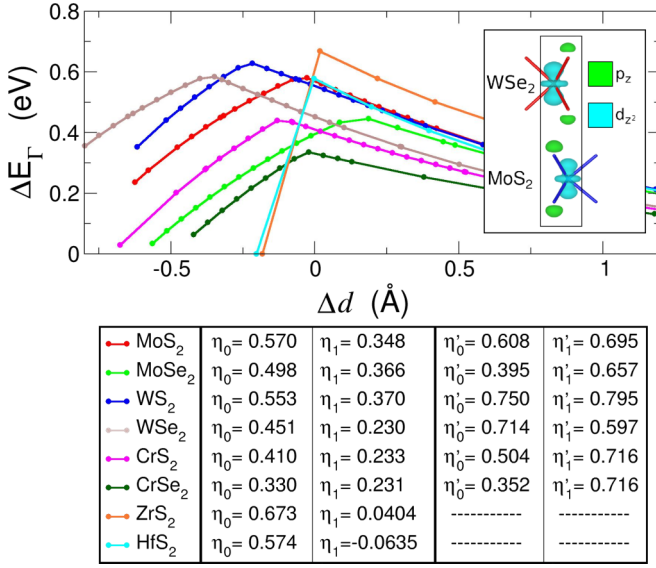 0.8
0.6
0.4
0.2
0
ΔE_Γ (eV)
-0.5 0 0.5 1
Δd (Å)
WSe₂
MoS₂
p_z
d_z²
MoS₂ η₀= 0.570 η₁= 0.348 η'₀= 0.608 η'₁= 0.695
MoSe₂ η₀= 0.498 η₁= 0.366 η'₀= 0.395 η'₁= 0.657
WS₂ η₀= 0.553 η₁= 0.370 η'₀= 0.750 η'₁= 0.795
WSe₂ η₀= 0.451 η₁= 0.230 η'₀= 0.714 η'₁= 0.597
CrS₂ η₀= 0.410 η₁= 0.233 η'₀= 0.504 η'₁= 0.716
CrSe₂ η₀= 0.330 η₁= 0.231 η'₀= 0.352 η'₁= 0.716
ZrS₂ η₀= 0.673 η₁= 0.0404 ---------- ----------
HfS₂ η₀= 0.574 η₁=-0.0635 ---------- ----------